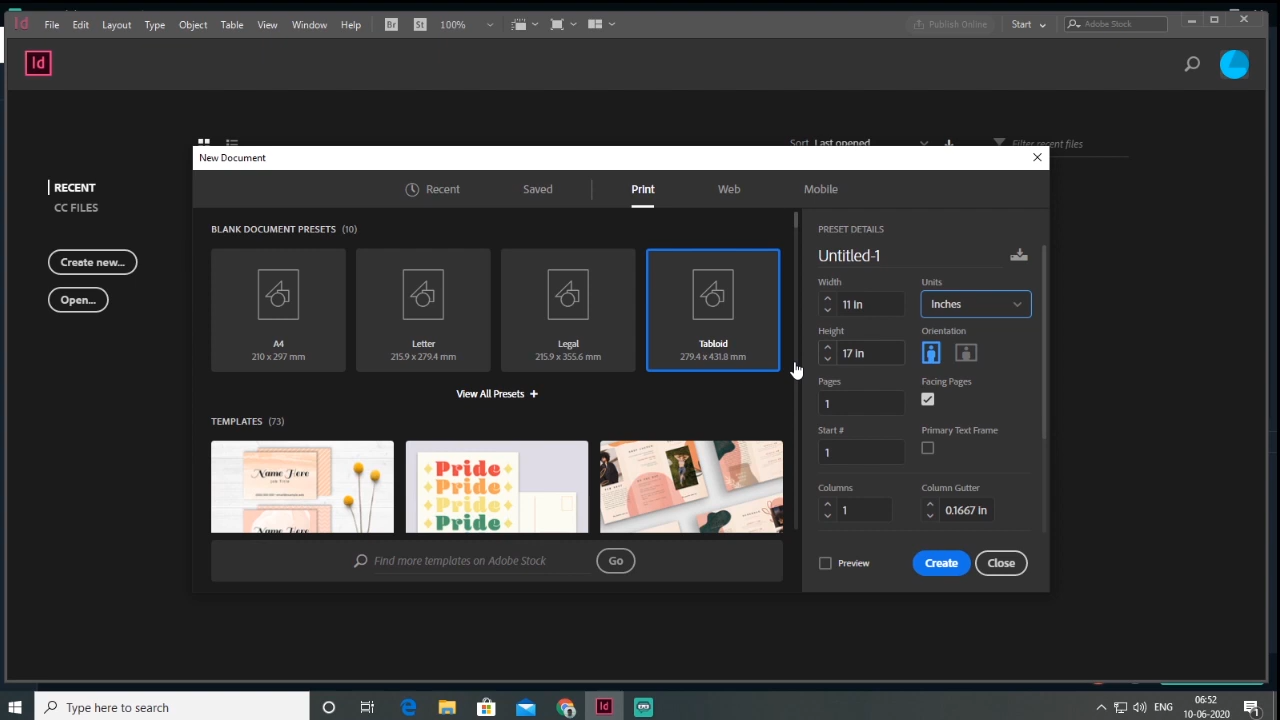 Id File Edit Layout Type Object Table View Window Help Br St 100% Publish Online Start Adobe Stock
Id
Sort Last opened Filter recent files
New Document
RECENT
CC FILES
Create new...
Open...
Recent Saved Print Web Mobile
BLANK DOCUMENT PRESETS (10)
A4
210 x 297 mm
Letter
215.9 x 279.4 mm
Legal
215.9 x 355.6 mm
Tabloid
279.4 x 431.8 mm
View All Presets +
TEMPLATES (73)
Name Here
Pride
Pride
Pride
Pride
Find more templates on Adobe Stock Go
PRESET DETAILS
Untitled-1
Width Units
11 in Inches
Height Orientation
17 in
Pages Facing Pages
1
Start # Primary Text Frame
1
Columns Column Gutter
1 0.1667 in
Preview Create Close
Type here to search
Id
ENG
06:52
10-06-2020
1